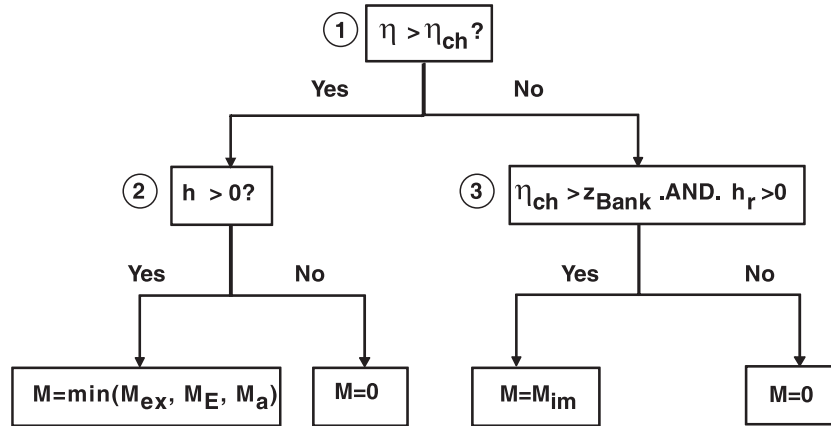 1 η > η_ch?
Yes No
2 h > 0?
3 η_ch > z_Bank .AND. h_r >0
Yes No
Yes No
M=min(M_ex, M_E, M_a)
M=0
M=M_im
M=0